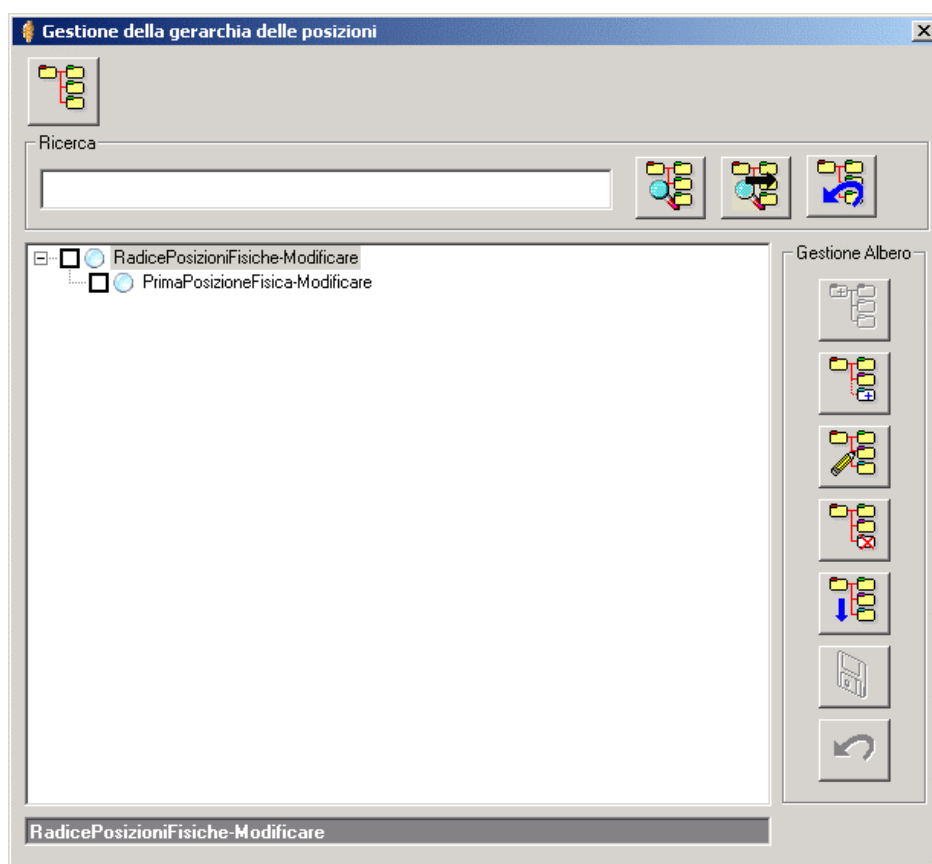 Gestione della gerarchia delle posizioni
Ricerca
RadicePosizioniFisiche-Modificare
PrimaPosizioneFisica-Modificare
Gestione Albero
RadicePosizioniFisiche-Modificare